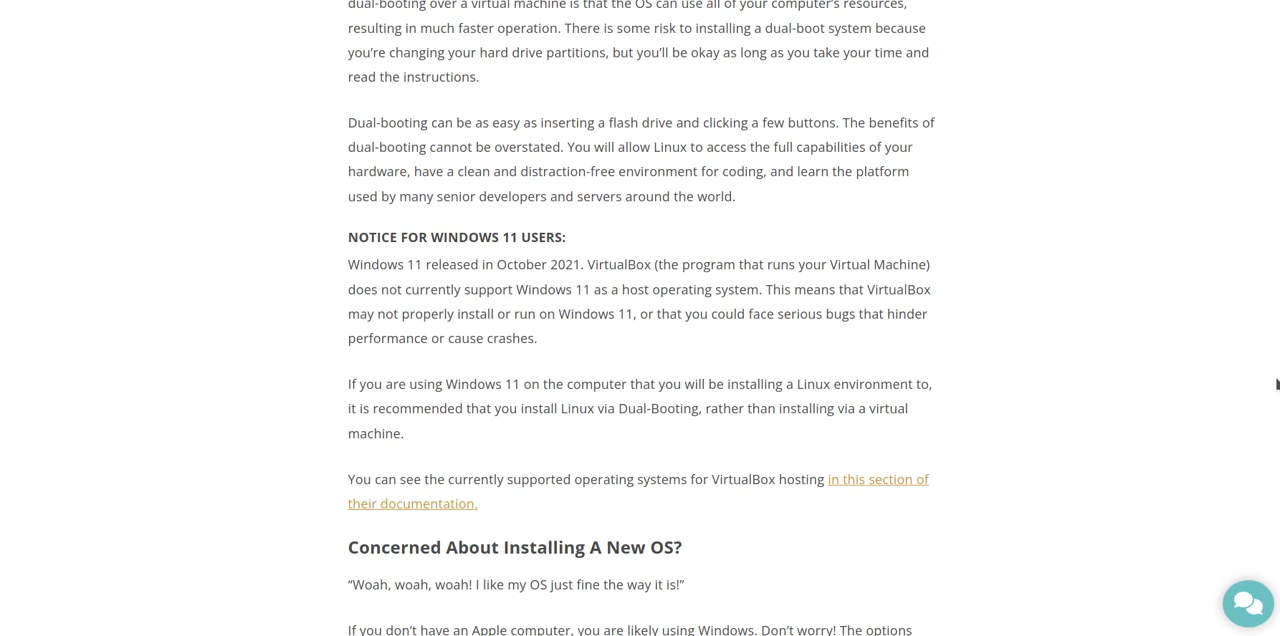 dual-booting over a virtual machine is that the OS can use all of your computer's resources,
resulting in much faster operation. There is some risk to installing a dual-boot system because
you're changing your hard drive partitions, but you'll be okay as long as you take your time and
read the instructions.
Dual-booting can be as easy as inserting a flash drive and clicking a few buttons. The benefits of
dual-booting cannot be overstated. You will allow Linux to access the full capabilities of your
hardware, have a clean and distraction-free environment for coding, and learn the platform
used by many senior developers and servers around the world.
NOTICE FOR WINDOWS 11 USERS:
Windows 11 released in October 2021. VirtualBox (the program that runs your Virtual Machine)
does not currently support Windows 11 as a host operating system. This means that VirtualBox
may not properly install or run on Windows 11, or that you could face serious bugs that hinder
performance or cause crashes.
If you are using Windows 11 on the computer that you will be installing a Linux environment to,
it is recommended that you install Linux via Dual-Booting, rather than installing via a virtual
machine.
You can see the currently supported operating systems for VirtualBox hosting in this section of
their documentation.
Concerned About Installing A New OS?
“Woah, woah, woah! I like my OS just fine the way it is!”
If you don’t have an Apple computer, you are likely using Windows. Don’t worry! The options